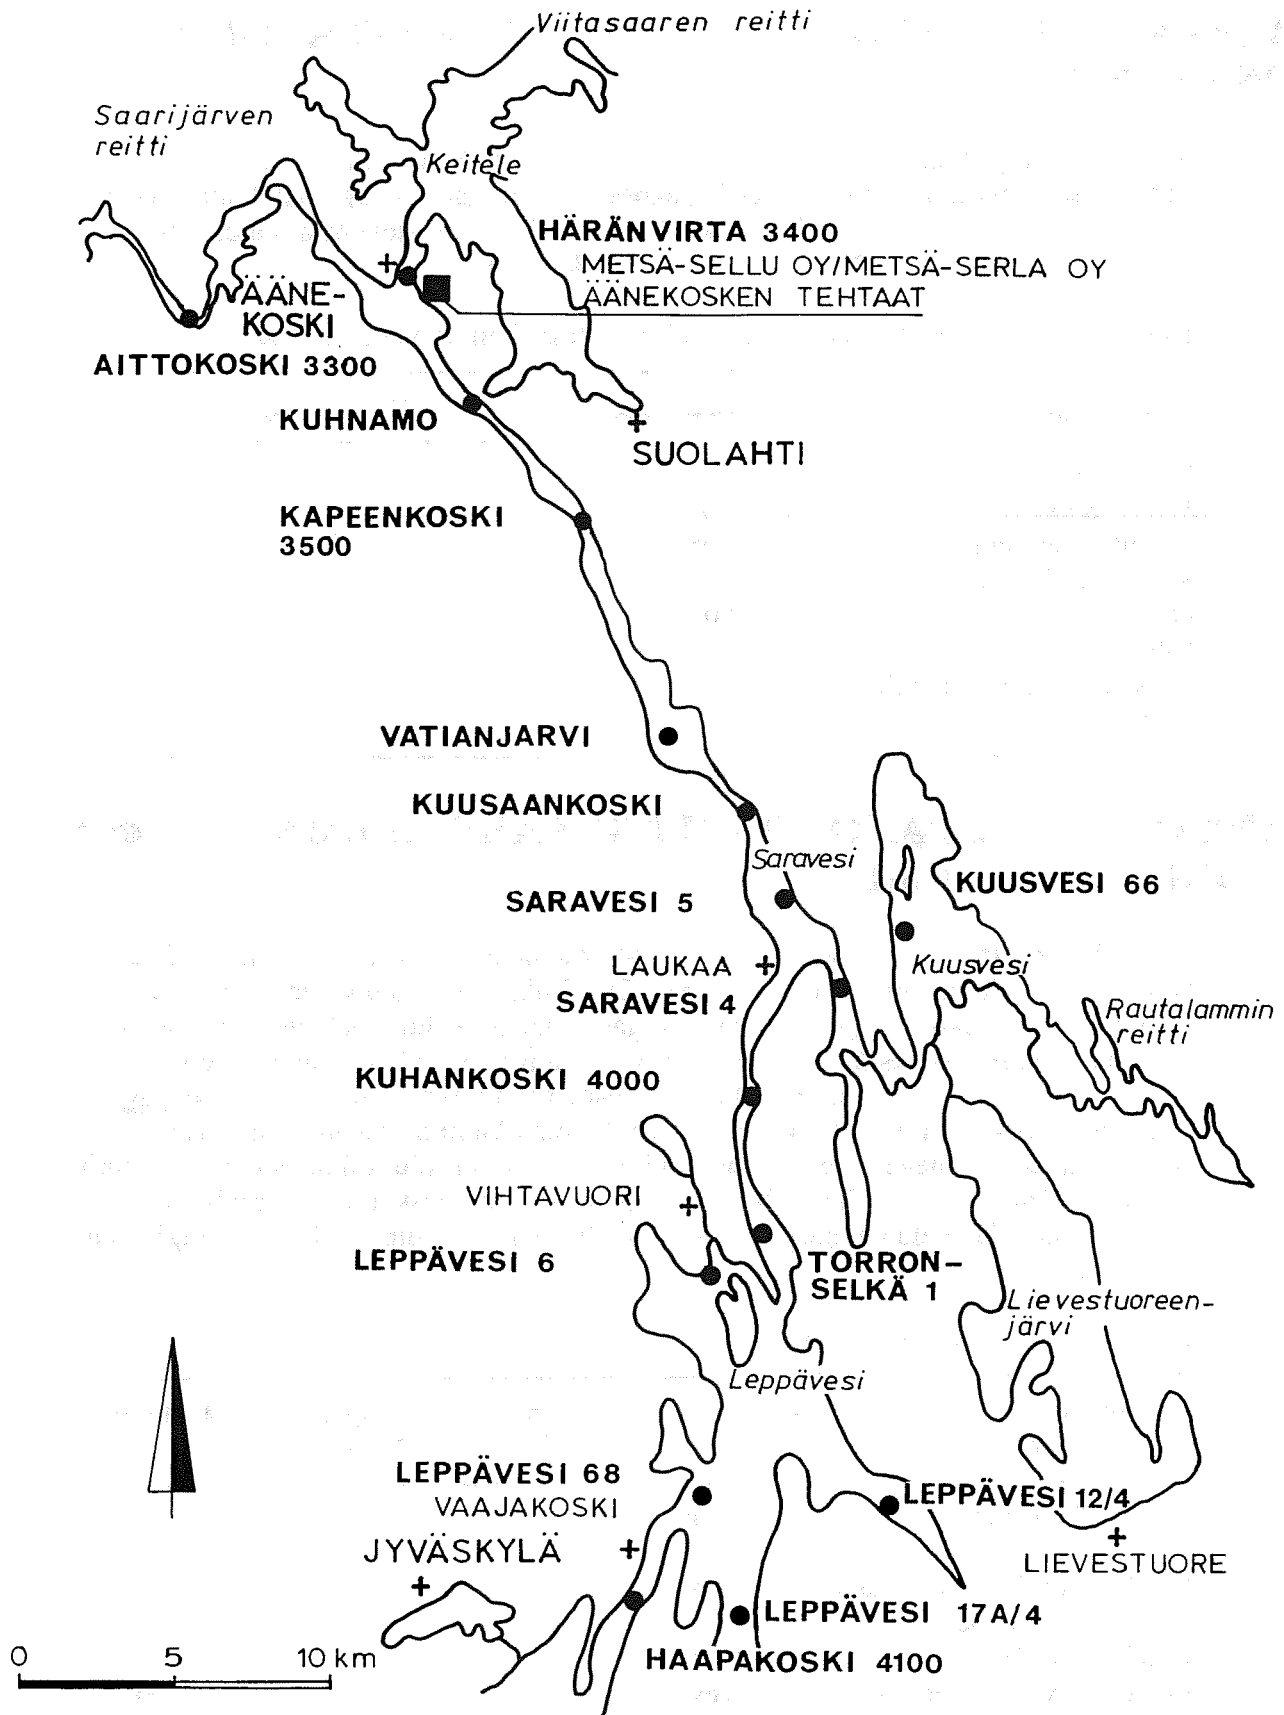 Viitasaaren reitti
Saarijärven
reitti
Keitele
HÄRÄNVIRTA 3400
METSÄ-SELLU OY/METSÄ-SERLA OY
ÄÄNEKOSKEN TEHTAAT
ÄÄNE-
KOSKI
AITTOKOSKI 3300
KUHNAMO
SUOLAHTI
KAPEENKOSKI
3500
VATIANJARVI
KUUSAANKOSKI
Saravesi
KUUSVESI 66
SARAVESI 5
LAUKAA
Kuusvesi
SARAVESI 4
Rautalammin
reitti
KUHANKOSKI 4000
VIHTAVUORI
LEPPÄVESI 6
TORRON-
SELKÄ 1
Lievestuoreen-
järvi
Leppävesi
LEPPÄVESI 68
VAAJAKOSKI
LEPPÄVESI 12/4
JYVÄSKYLÄ
LIEVESTUORE
LEPPÄVESI 17A/4
HAAPAKOSKI 4100
0 5 10 km